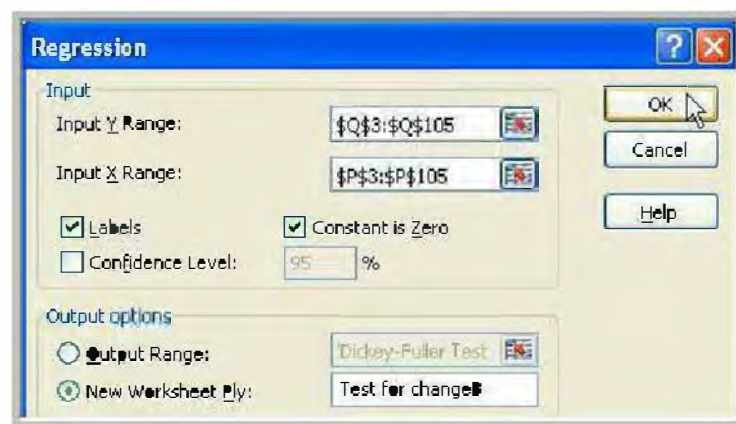 Regression
Input
Input Y Range: $Q$3:$Q$105
OK
Cancel
Input X Range: $P$3:$P$105
Help
Labels Constant is Zero
Confidence Level: 95 %
Output options
Output Range: 'Dickey-Fuller Test
New Worksheet Ply: Test for